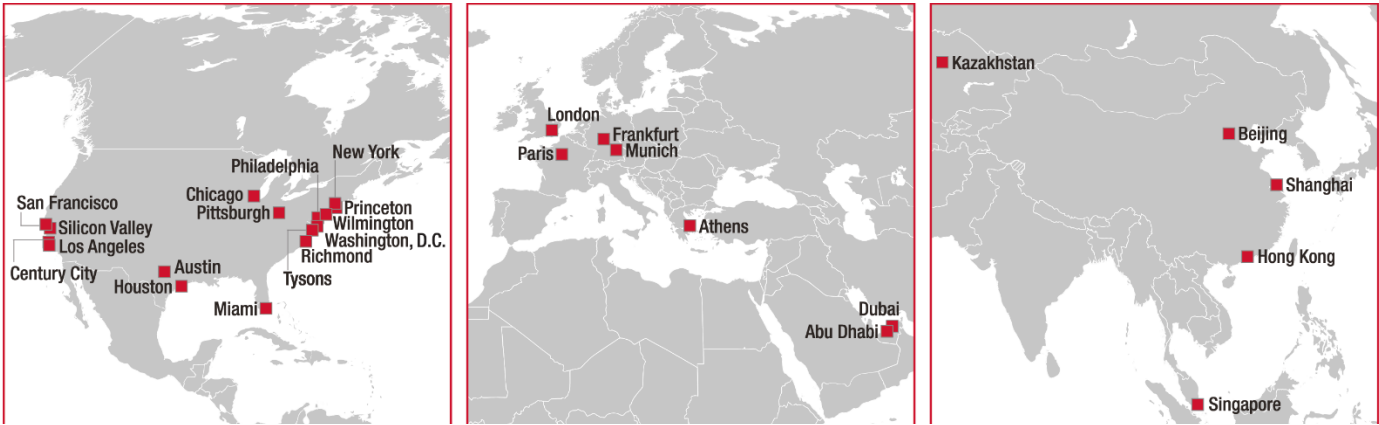 New York
Philadelphia
Chicago
Pittsburgh
San Francisco
Silicon Valley
Los Angeles
Century City
Princeton
Wilmington
Washington, D.C.
Richmond
Tysons
Austin
Houston
Miami
London
Frankfurt
Paris
Munich
Athens
Dubai
Abu Dhabi
Kazakhstan
Beijing
Shanghai
Hong Kong
Singapore